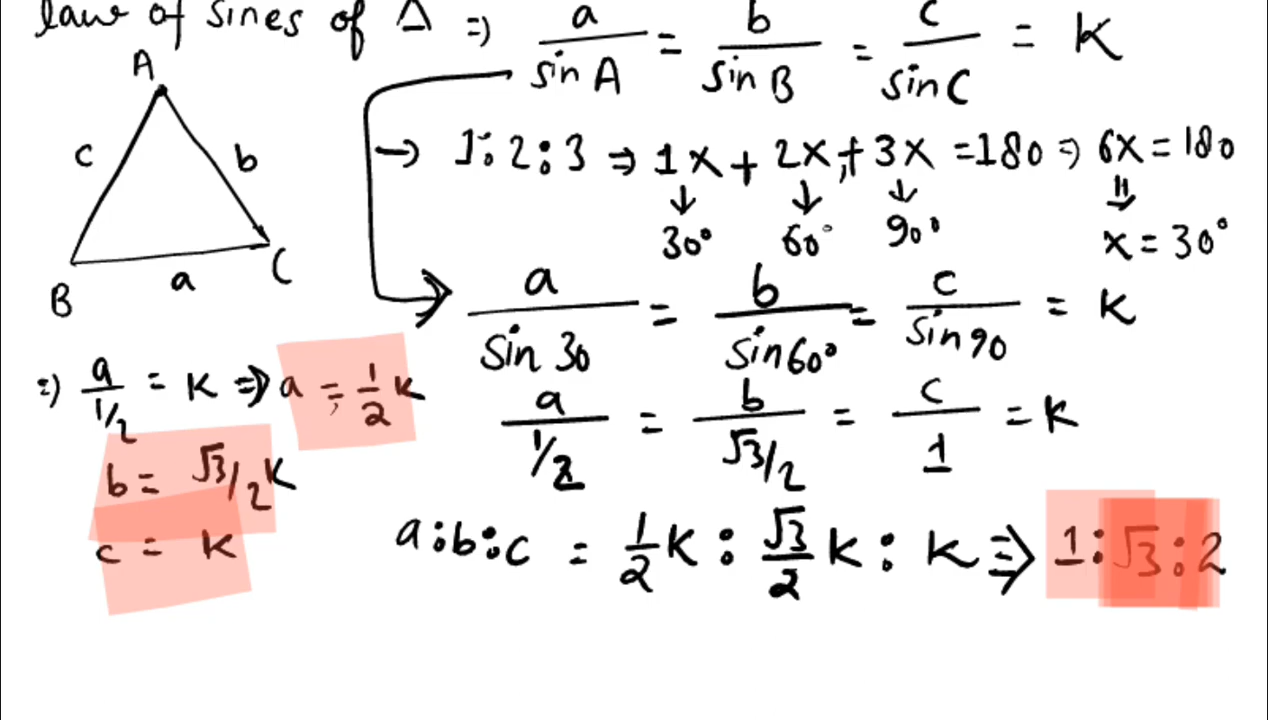 law of sines of Δ ⇒ a/sin A = b/sin B = c/sin C = K
A
c b
B a C
→ 1:2:3 ⇒ 1x + 2x + 3x = 180 ⇒ 6x = 180
↓ ↓ ↓ ⇓
30° 60° 90° x = 30°
a/sin 30 = b/sin 60° = c/sin 90 = K
⇒ a/1/2 = K ⇒ a = 1/2 K
a/1/2 = b/√3/2 = c/1 = K
b = √3/2 K
c = K
a:b:c = 1/2 K : √3/2 K : K ⇒ 1:√3:2